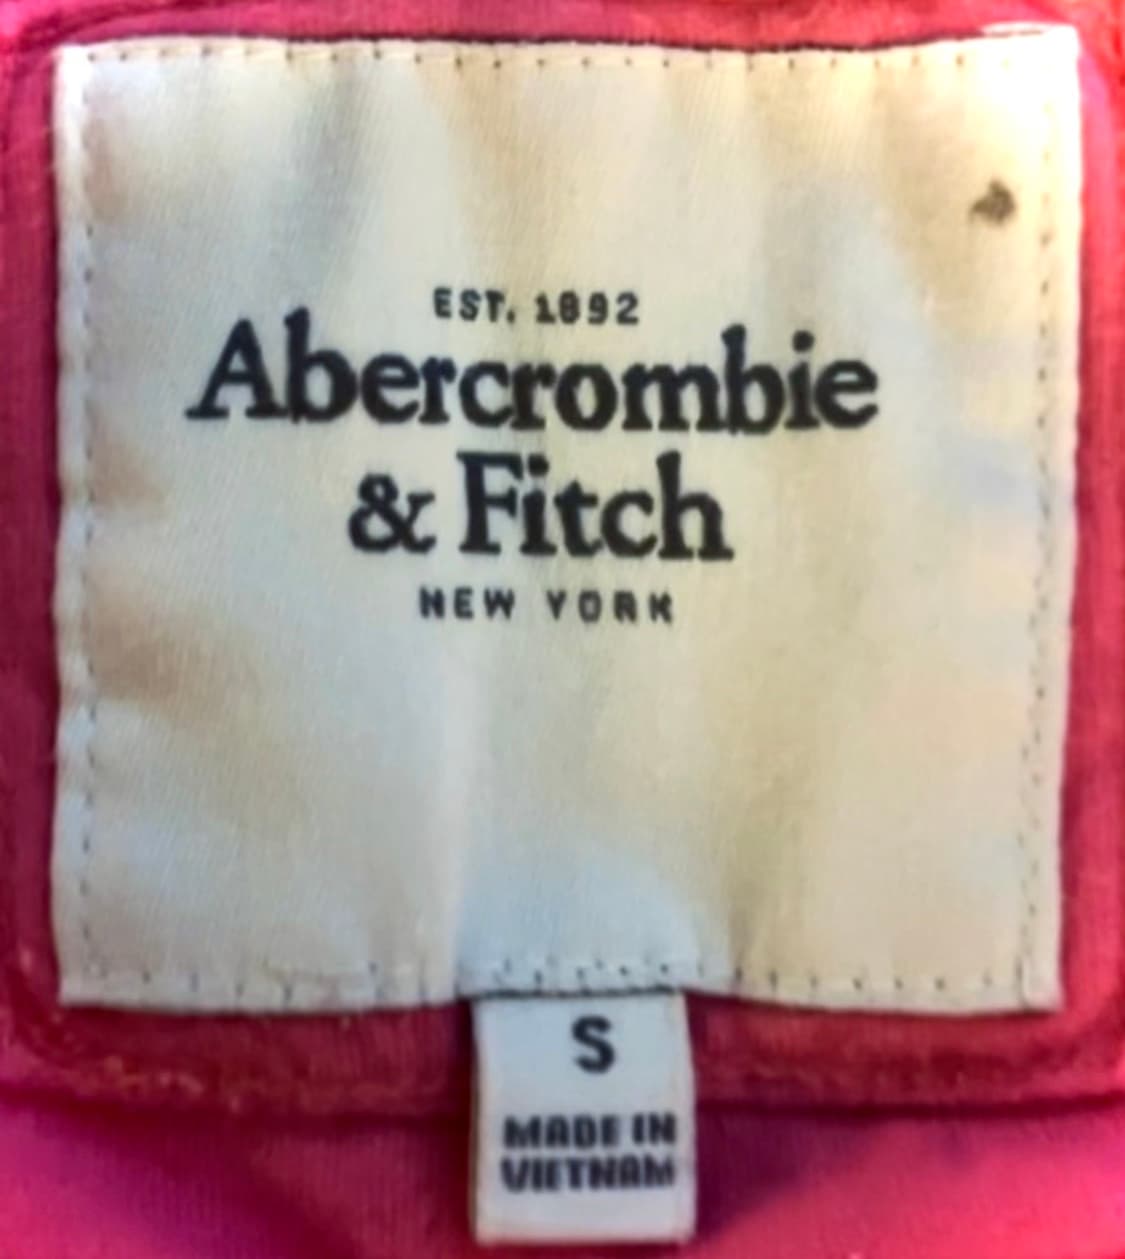 EST. 1892
Abercrombie
& Fitch
NEW YORK
S
MADE IN
VIETNAM